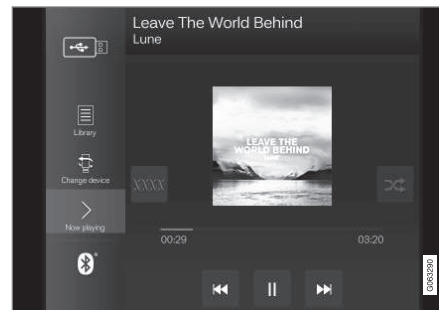 Leave The World Behind
Lune
Library
Change device
Now playing
LEAVE THE
WORLD BEHIND
LUNE
XXXX
00:29
03:20
G063290